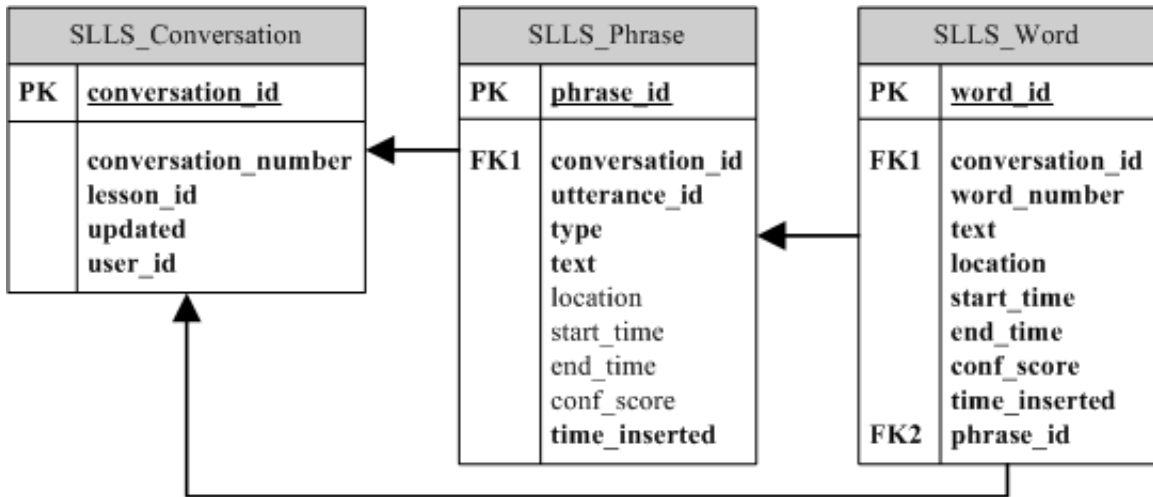 SLLS_Conversation
PK conversation_id
conversation_number
lesson_id
updated
user_id
SLLS_Phrase
PK phrase_id
FK1 conversation_id
utterance_id
type
text
location
start_time
end_time
conf_score
time_inserted
SLLS_Word
PK word_id
FK1 conversation_id
word_number
text
location
start_time
end_time
conf_score
time_inserted
FK2 phrase_id